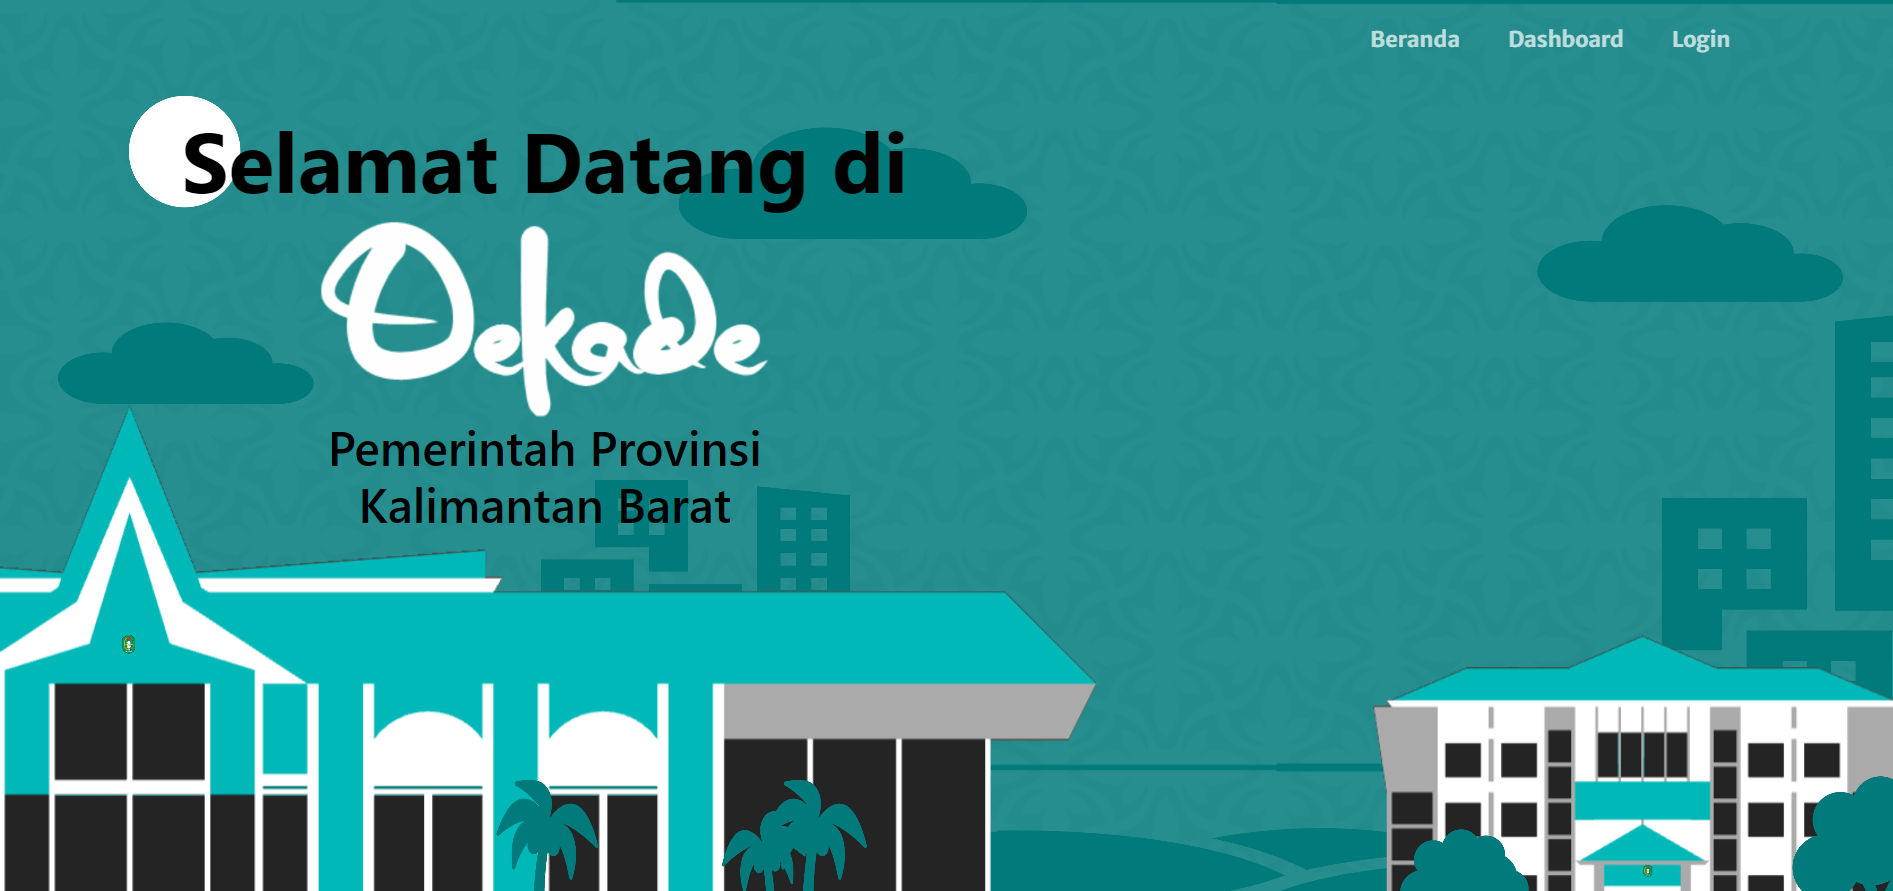 Beranda Dashboard Login
Selamat Datang di
Dekade
Pemerintah Provinsi
Kalimantan Barat